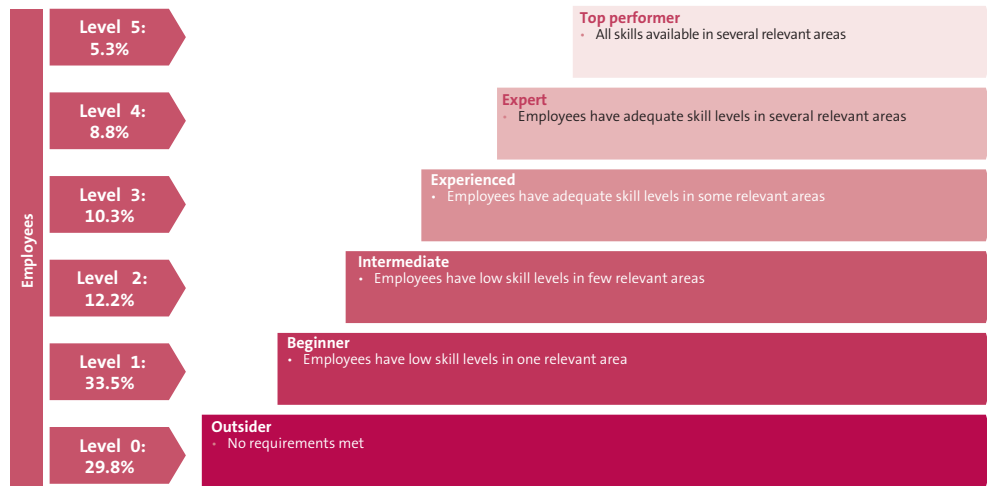 Employees
Level 5:
5.3%
Top performer
• All skills available in several relevant areas
Level 4:
8.8%
Expert
• Employees have adequate skill levels in several relevant areas
Level 3:
10.3%
Experienced
• Employees have adequate skill levels in some relevant areas
Level 2:
12.2%
Intermediate
• Employees have low skill levels in few relevant areas
Level 1:
33.5%
Beginner
• Employees have low skill levels in one relevant area
Level 0:
29.8%
Outsider
• No requirements met